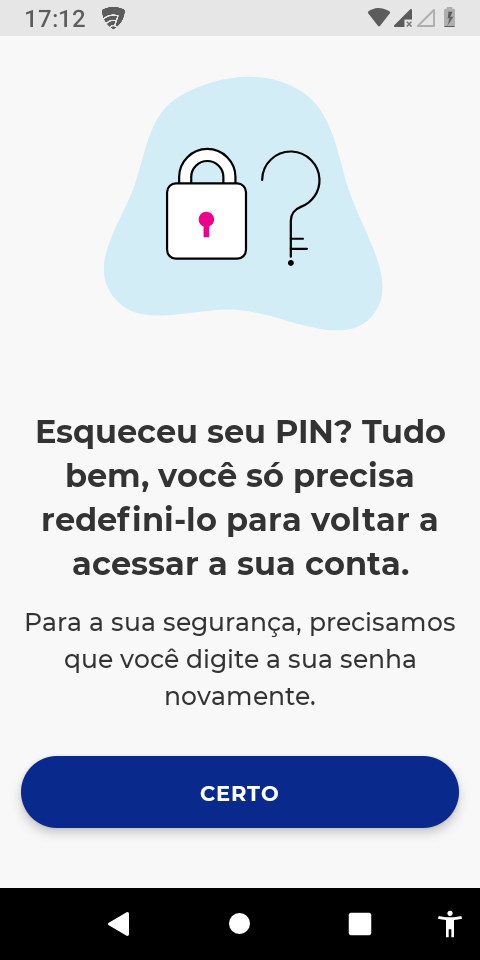 17:12
Esqueceu seu PIN? Tudo
bem, você só precisa
redefini-lo para voltar a
acessar a sua conta.
Para a sua segurança, precisamos
que você digite a sua senha
novamente.
CERTO